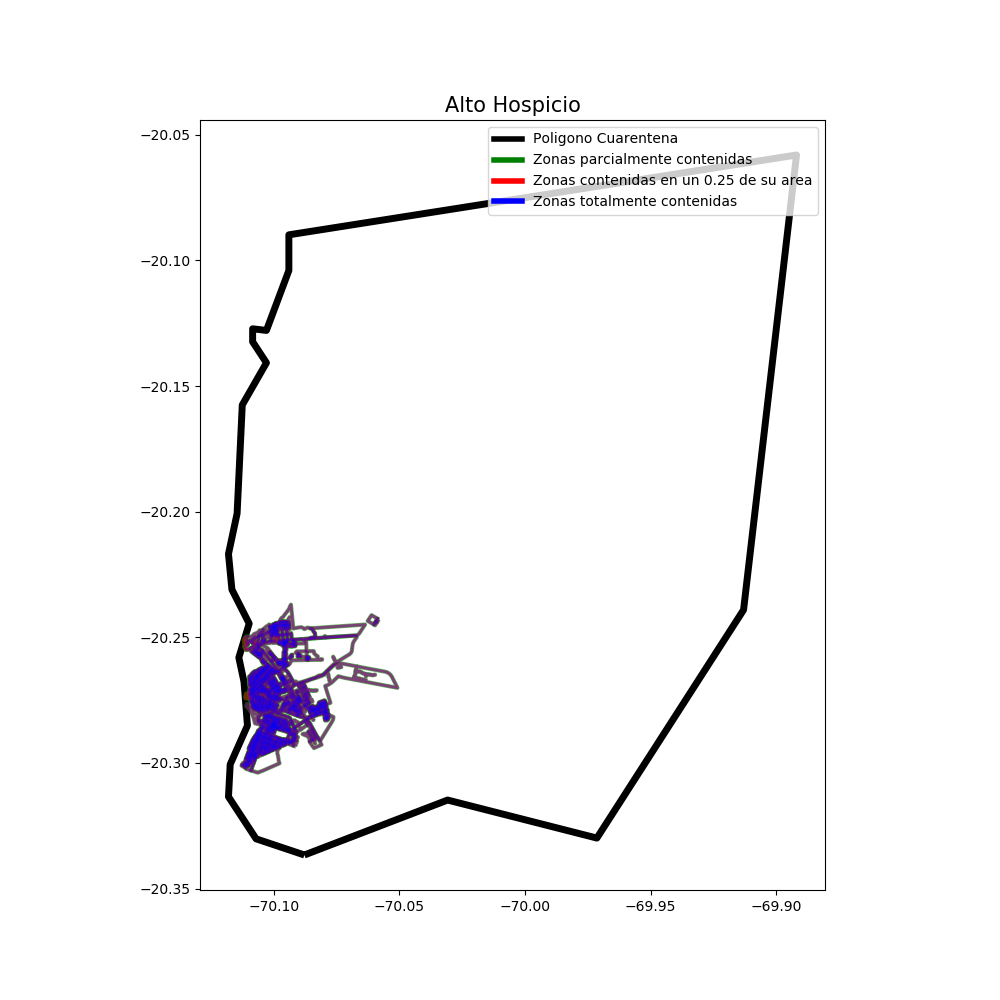 Alto Hospicio
Poligono Cuarentena
Zonas parcialmente contenidas
Zonas contenidas en un 0.25 de su area
Zonas totalmente contenidas
−20.05
−20.10
−20.15
−20.20
−20.25
−20.30
−20.35
−70.10
−70.05
−70.00
−69.95
−69.90